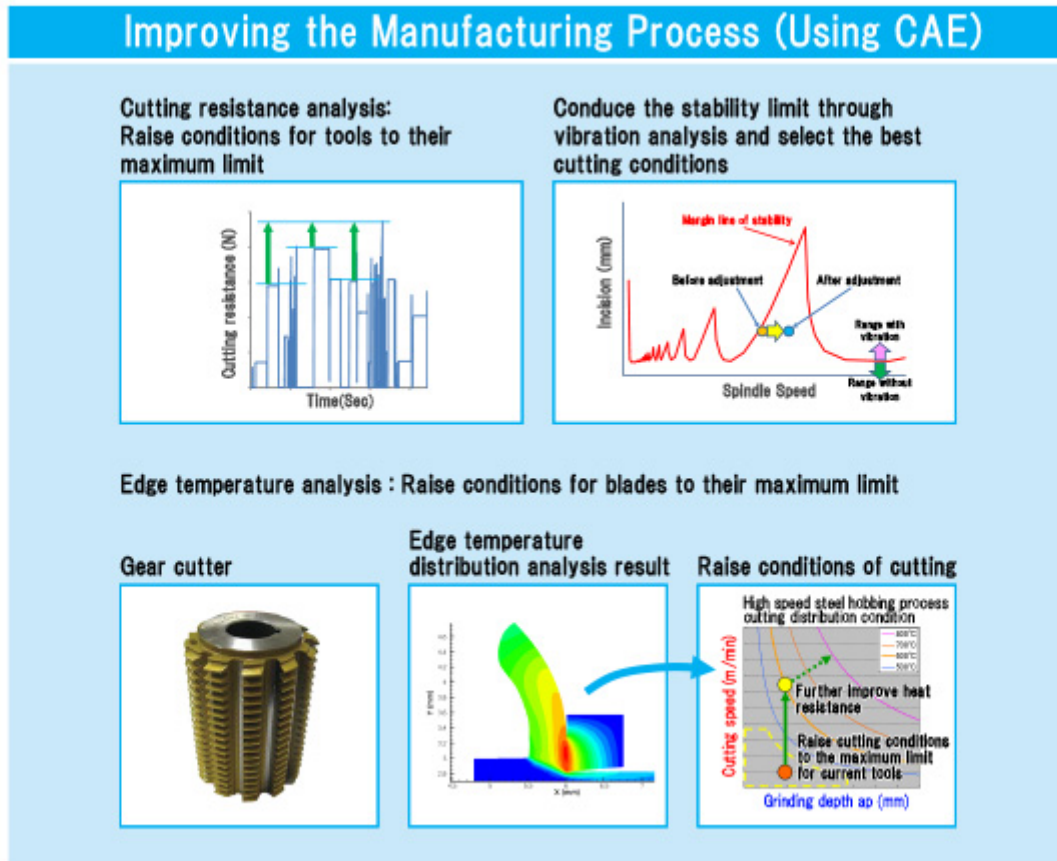 Improving the Manufacturing Process (Using CAE)
Cutting resistance analysis:
Raise conditions for tools to their
maximum limit
Cutting resistance (N)
Time(Sec)
Conduce the stability limit through
vibration analysis and select the best
cutting conditions
Incision (mm)
Margin line of stability
Before adjustment
After adjustment
Range with
vibration
Range without
vibration
Spindle Speed
Edge temperature analysis : Raise conditions for blades to their maximum limit
Gear cutter
Edge temperature
distribution analysis result
X (mm)
Raise conditions of cutting
High speed steel hobbing process
cutting distribution condition
800°C
700°C
600°C
500°C
Cutting speed (m/min)
Further improve heat
resistance
Raise cutting conditions
to the maximum limit
for current tools
Grinding depth ap (mm)